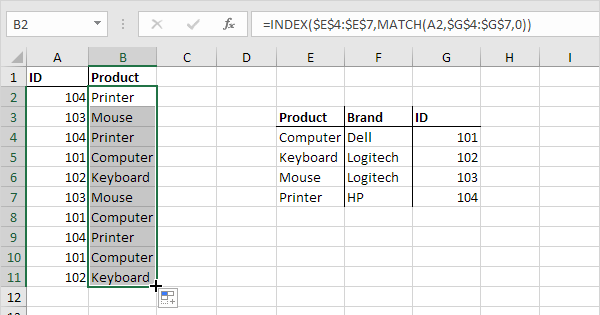 B2 fx =INDEX($E$4:$E$7,MATCH(A2,$G$4:$G$7,0))
A B C D E F G H I
1 ID Product
2 104 Printer
3 103 Mouse Product Brand ID
4 104 Printer Computer Dell 101
5 101 Computer Keyboard Logitech 102
6 102 Keyboard Mouse Logitech 103
7 103 Mouse Printer HP 104
8 101 Computer
9 104 Printer
10 101 Computer
11 102 Keyboard
12
13